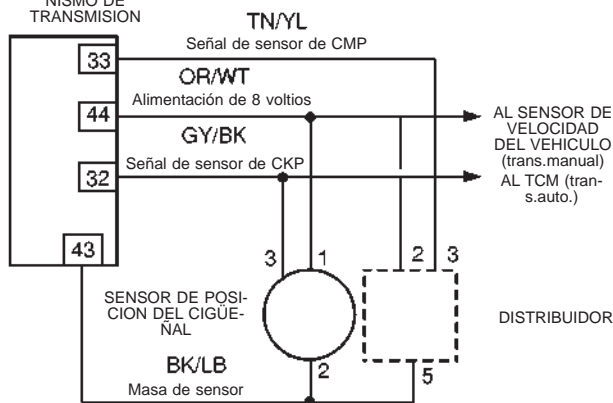 NISMO DE
TRANSMISION
TN/YL
Señal de sensor de CMP
33
OR/WT
Alimentación de 8 voltios
44
GY/BK
Señal de sensor de CKP
32
43
AL SENSOR DE
VELOCIDAD
DEL VEHICULO
(trans.manual)
AL TCM (tran-
s.auto.)
3
1
2
3
SENSOR DE POSI-
CION DEL CIGÜE-
ÑAL
DISTRIBUIDOR
BK/LB
2
5
Masa de sensor